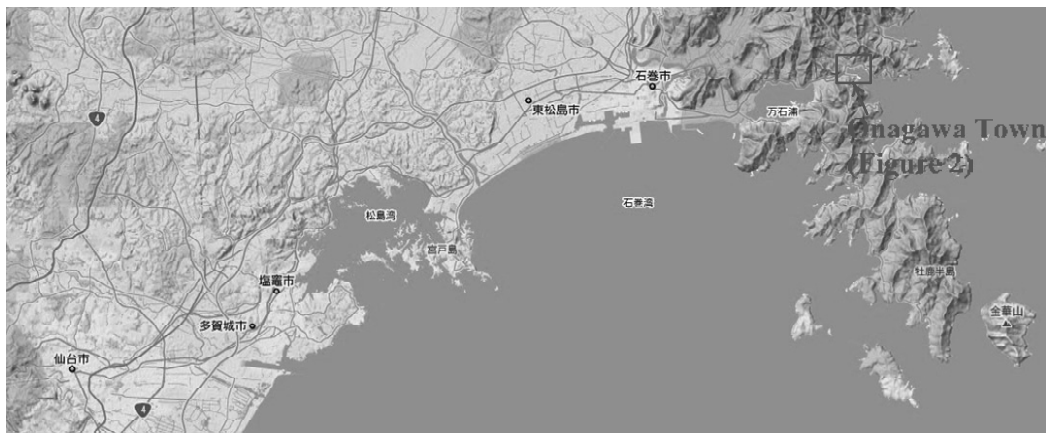 4
石巻市
東松島市
万石浦
Onagawa Town
(Figure 2)
石巻湾
松島湾
宮戸島
牡鹿半島
塩竈市
金華山
多賀城市
仙台市
4